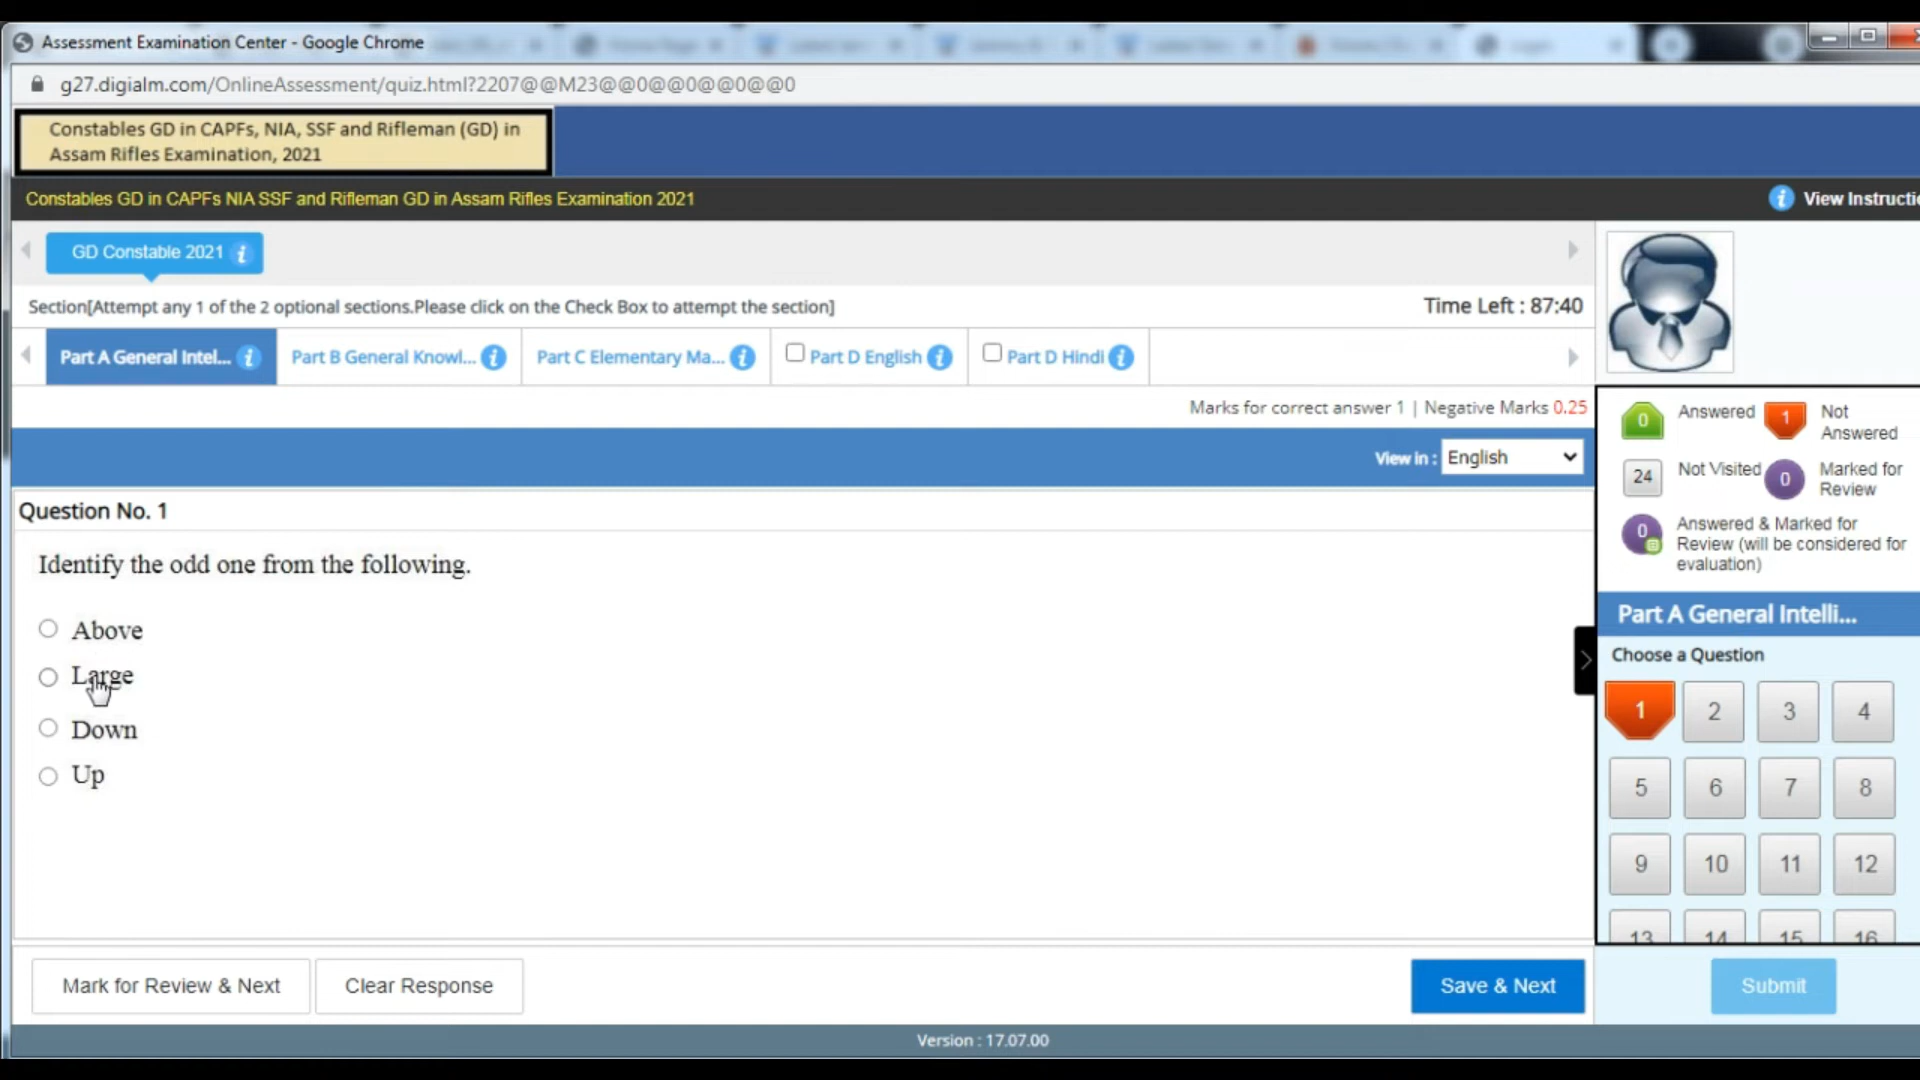 Assessment Examination Center - Google Chrome
g27.digialm.com/OnlineAssessment/quiz.html?2207@@M23@@0@@0@@0@@0
Constables GD in CAPFs, NIA, SSF and Rifleman (GD) in
Assam Rifles Examination, 2021
Constables GD in CAPFs NIA SSF and Rifleman GD in Assam Rifles Examination 2021
View Instructi
GD Constable 2021
Section[Attempt any 1 of the 2 optional sections.Please click on the Check Box to attempt the section]
Time Left : 87:40
Part A General Intel... Part B General Knowl... Part C Elementary Ma... Part D English Part D Hindi
Marks for correct answer 1 | Negative Marks 0.25
View in : English
0 Answered 1 Not Answered
24 Not Visited 0 Marked for Review
0 Answered & Marked for
Review (will be considered for
evaluation)
Question No. 1
Identify the odd one from the following.
Above
Large
Down
Up
Part A General Intelli...
Choose a Question
1 2 3 4
5 6 7 8
9 10 11 12
13 14 15 16
Mark for Review & Next Clear Response Save & Next Submit
Version : 17.07.00